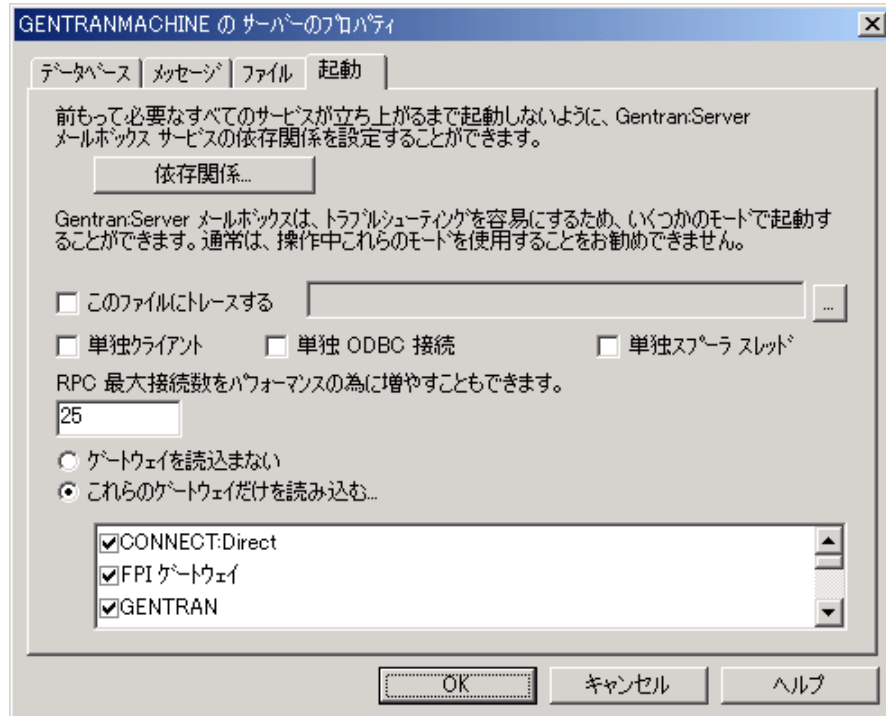 GENTRANMACHINE の サーバーのプロパティ
データベース メッセージ ファイル 起動
前もって必要なすべてのサービスが立ち上がるまで起動しないように、Gentran:Server
メールボックス サービスの依存関係を設定することができます。
依存関係...
Gentran:Server メールボックスは、トラブルシューティングを容易にするため、いくつかのモードで起動す
ることができます。通常は、操作中これらのモードを使用することをお勧めできません。
このファイルにトレースする ...
単独クライアント 単独 ODBC 接続 単独スプーラ スレッド
RPC 最大接続数をパフォーマンスの為に増やすこともできます。
25
ゲートウェイを読込まない
これらのゲートウェイだけを読み込む...
CONNECT:Direct
FPI ゲートウェイ
GENTRAN
OK キャンセル ヘルプ